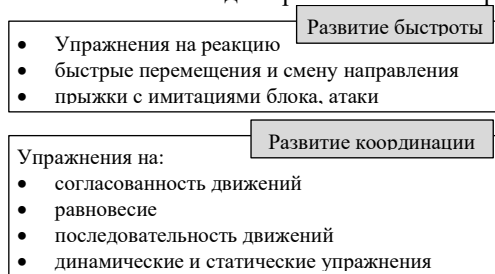 Развитие быстроты
• Упражнения на реакцию
• быстрые перемещения и смену направления
• прыжки с имитациями блока, атаки
Развитие координации
Упражнения на:
• согласованность движений
• равновесие
• последовательность движений
• динамические и статические упражнения